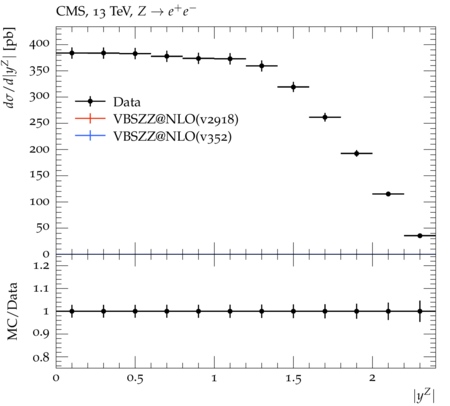 CMS, 13 TeV, Z → e⁺e⁻
dσ/d|y^Z| [pb]
400
350
300
250
200
150
100
50
0
Data
VBSZZ@NLO(v2918)
VBSZZ@NLO(v352)
MC/Data
1.2
1.1
1
0.9
0.8
0 0.5 1 1.5 2
|y^Z|